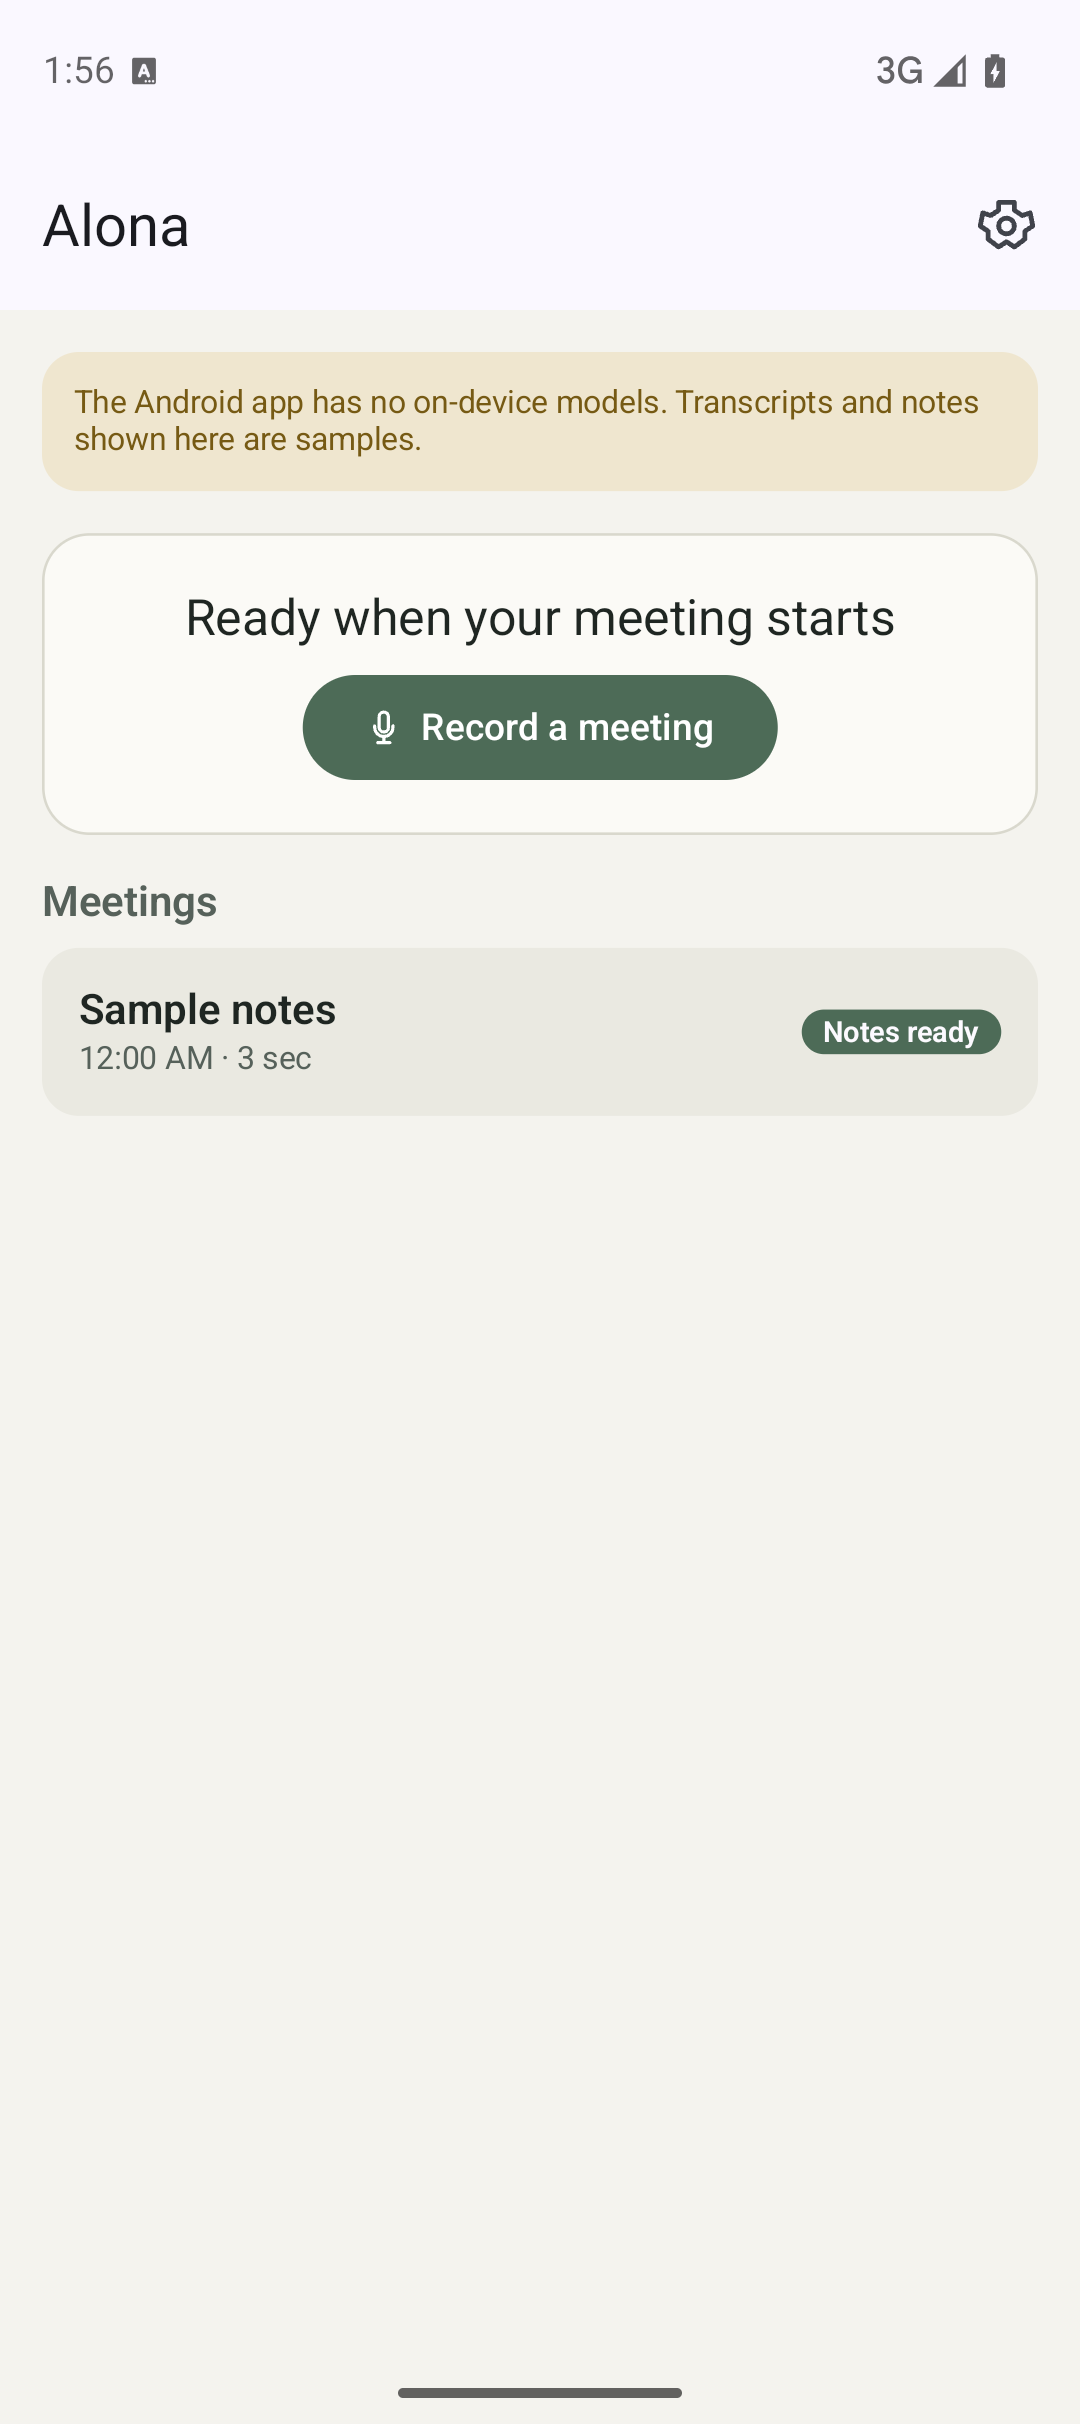 1:56
3G
Alona
The Android app has no on-device models. Transcripts and notes
shown here are samples.
Ready when your meeting starts
Record a meeting
Meetings
Sample notes
Notes ready
12:00 AM · 3 sec